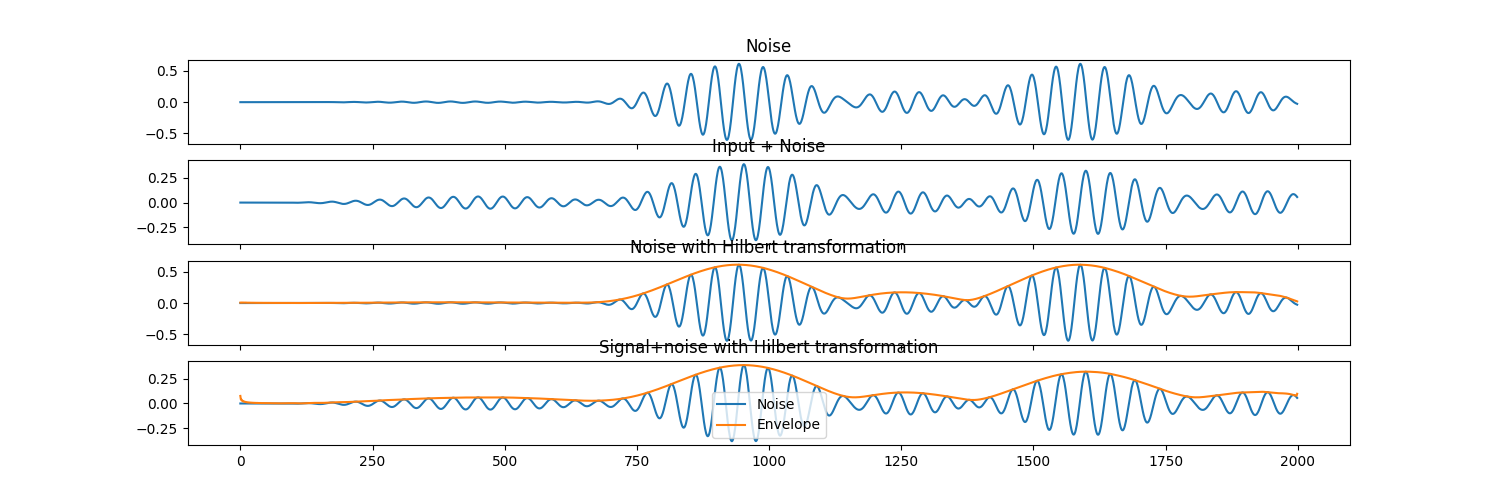 Noise
0.5
0.0
−0.5
Input + Noise
0.25
0.00
−0.25
Noise with Hilbert transformation
0.5
0.0
−0.5
Signal+noise with Hilbert transformation
0.25
0.00
−0.25
Noise
Envelope
0 250 500 750 1000 1250 1500 1750 2000